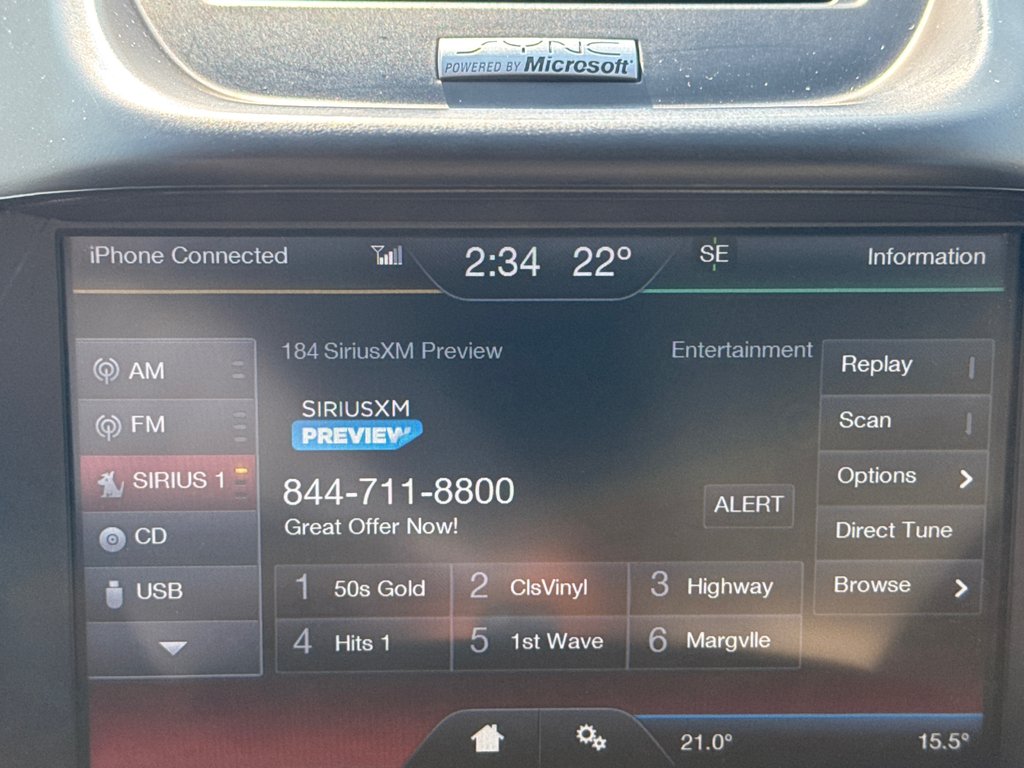 SYNC
POWERED BY Microsoft
iPhone Connected
2:34 22°
SE
Information
184 SiriusXM Preview
Entertainment
SIRIUSXM
PREVIEW
844-711-8800
Great Offer Now!
ALERT
AM
FM
SIRIUS 1
CD
USB
1 50s Gold
2 ClsVinyl
3 Highway
4 Hits 1
5 1st Wave
6 Margvlle
Replay
Scan
Options
Direct Tune
Browse
21.0°
15.5°